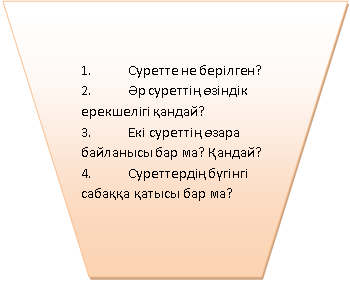 1. Суретте не берілген?
2. Әр суреттің өзіндік
ерекшелігі қандай?
3. Екі суреттің өзара
байланысы бар ма? Қандай?
4. Суреттердің бүгінгі
сабаққа қатысы бар ма?